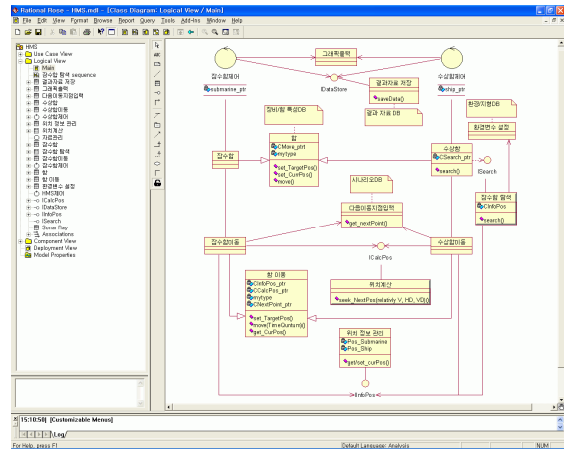 Rational Rose - HMS.mdl - [Class Diagram: Logical View / Main]
File Edit View Format Browse Report Query Tools Add-Ins Window Help
HMS
Use Case View
Logical View
Main
잠수함 탐색 sequence
결과자료 저장
그래픽출력
다음이동지점입력
수상함
수상함이동
수상함제어
위치 정보 관리
위치계산
자료관리
잠수함
잠수함 탐색
잠수함이동
잠수함제어
함
함 이동
환경변수 설정
HMS제어
ICalcPos
IDataStore
IInfoPos
ISearch
Associations
Component View
Deployment View
Model Properties
그래픽출력
잠수함제어
submarine_ptr
수상함제어
ship_ptr
IDataStore
결과자료 저장
saveData()
결과 자료 DB
장비/함 특성DB
환경/지형DB
환경변수 설정
함
CMove_ptrt
mytype
set_TargetPos()
set_CurPos()
move()
잠수함
수상함
CSearch_ptr
search()
ISearch
시나리오DB
잠수함 탐색
CInfoPos
search()
다음이동지점입력
get_nextPoint()
잠수함이동
수상함이동
ICalcPos
위치계산
seek_NextPos(relativly V, HD, VD)()
함 이동
CInfoPos_ptr
CCalcPos_ptr
mytype
CNextPoint_ptr
set_TargetPos()
move(TimeQuntum)()
get_CurPos()
위치 정보 관리
Pos_Submarine
Pos_Ship
get/set_curPos()
IInfoPos
15:10:50| [Customizable Menus]
Log
For Help, press F1
Default Language: Analysis
NUM